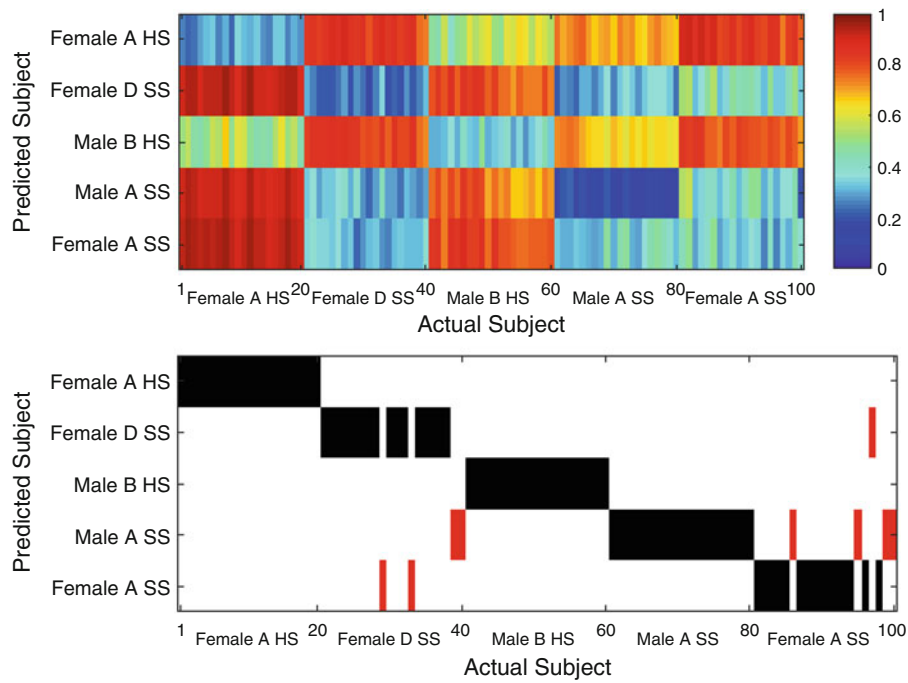 Predicted Subject
Female A HS
Female D SS
Male B HS
Male A SS
Female A SS
1 20 40 60 80 100
Female A HS Female D SS Male B HS Male A SS Female A SS
Actual Subject
1
0.8
0.6
0.4
0.2
0
Predicted Subject
Female A HS
Female D SS
Male B HS
Male A SS
Female A SS
1 20 40 60 80 100
Female A HS Female D SS Male B HS Male A SS Female A SS
Actual Subject